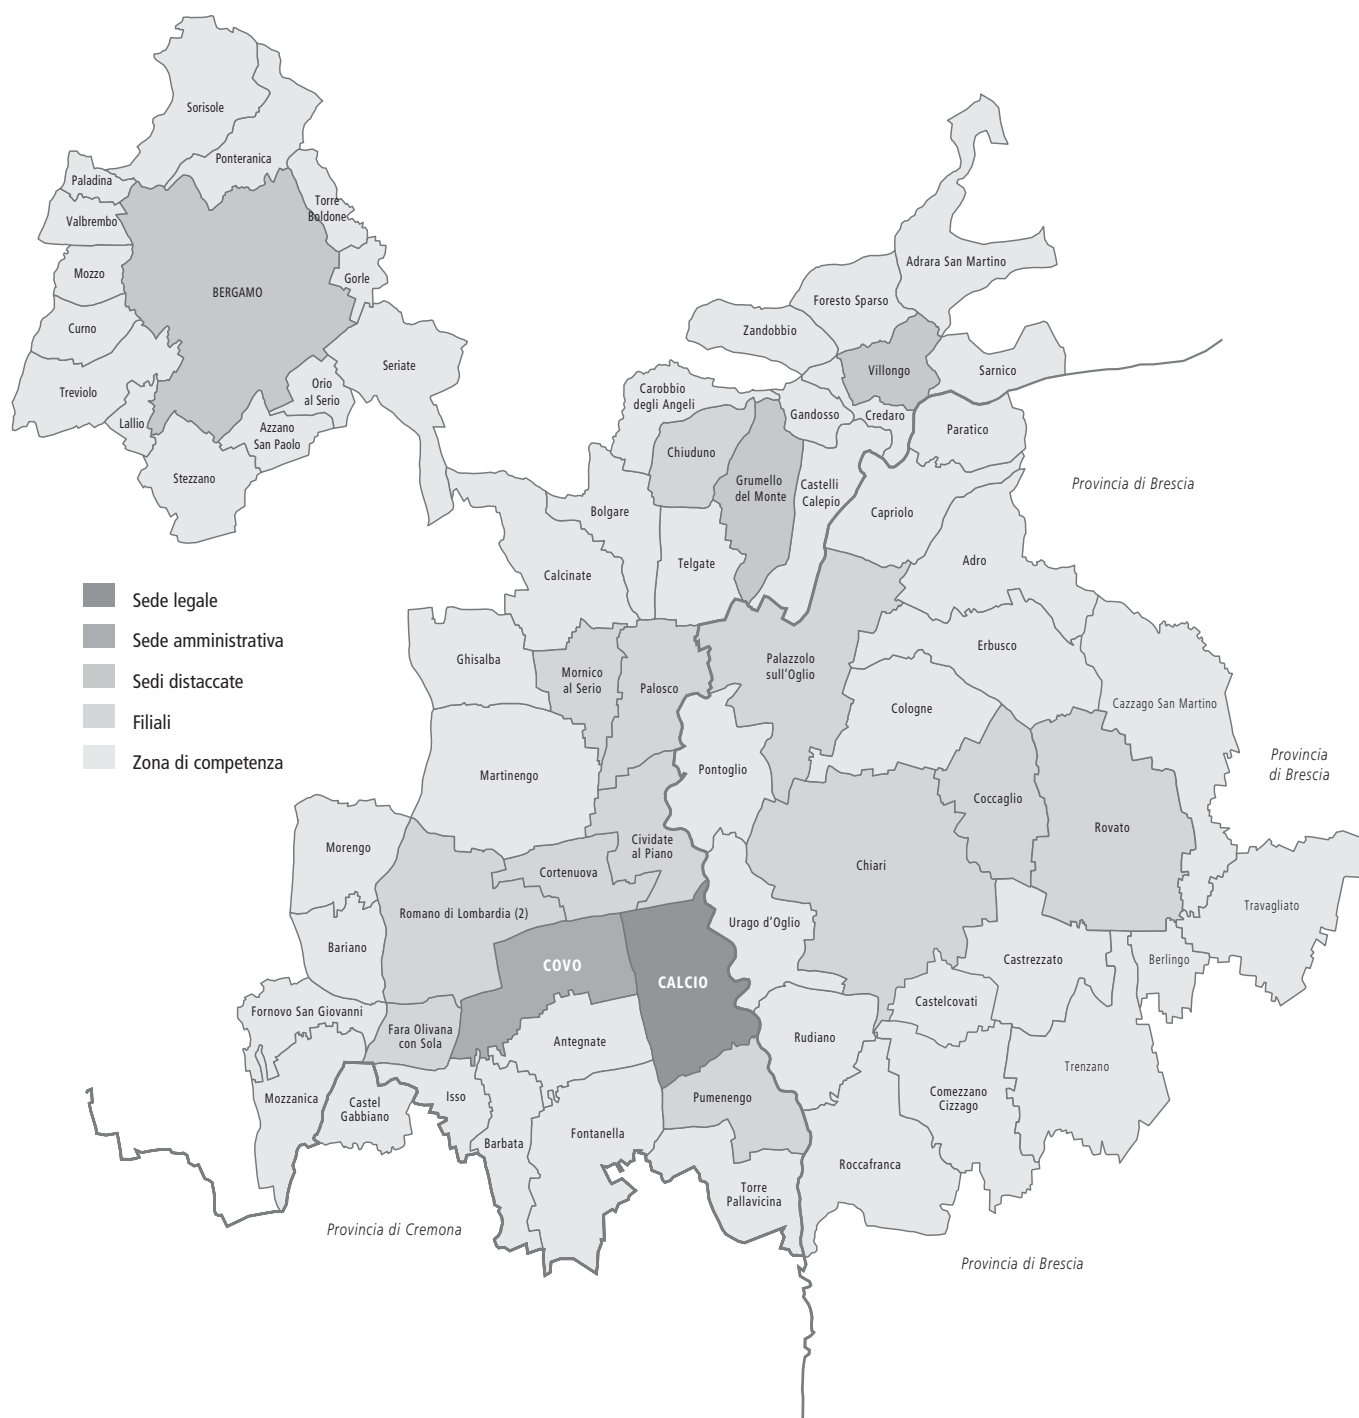 Sorisole
Ponteranica
Paladina
Torre
Boldone
Valbrembo
Mozzo
Gorle
BERGAMO
Curno
Treviolo
Lallio
Orio
al Serio
Seriate
Azzano
San Paolo
Stezzano
Adrara San Martino
Foresto Sparso
Zandobbio
Villongo
Sarnico
Carobbio
degli Angeli
Gandosso
Credaro
Paratico
Chiuduno
Grumello
del Monte
Castelli
Calepio
Provincia di Brescia
Bolgare
Capriolo
Telgate
Adro
Calcinate
Sede legale
Sede amministrativa
Sedi distaccate
Filiali
Zona di competenza
Ghisalba
Mornico
al Serio
Palosco
Palazzolo
sull'Oglio
Erbusco
Cologne
Cazzago San Martino
Martinengo
Pontoglio
Provincia
di Brescia
Coccaglio
Rovato
Morengo
Cividate
al Piano
Cortenuova
Chiari
Romano di Lombardia (2)
Urago d'Oglio
Travagliato
Bariano
COVO
CALCIO
Castrezzato
Berlingo
Fornovo San Giovanni
Fara Olivana
con Sola
Antegnate
Rudiano
Castelcovati
Trenzano
Mozzanica
Castel
Gabbiano
Isso
Pumenengo
Comezzano
Cizzago
Barbata
Fontanella
Roccafranca
Torre
Pallavicina
Provincia di Cremona
Provincia di Brescia